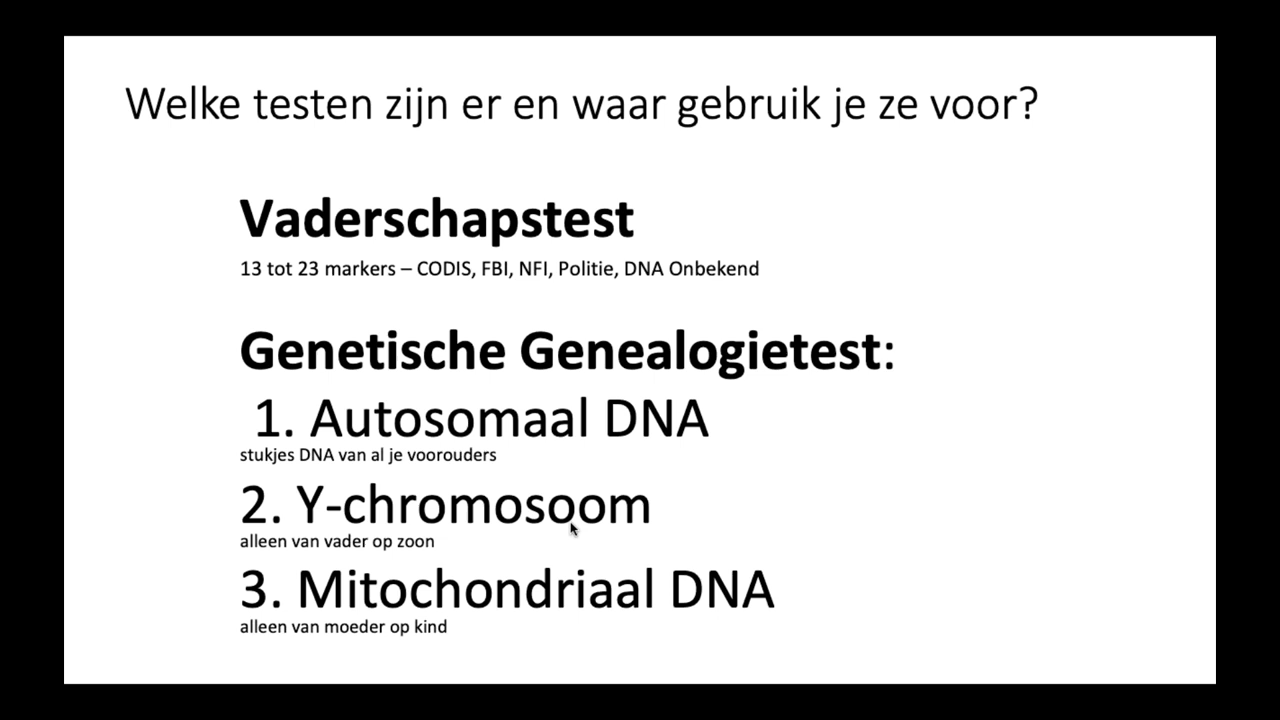 Welke testen zijn er en waar gebruik je ze voor?
Vaderschapstest
13 tot 23 markers – CODIS, FBI, NFI, Politie, DNA Onbekend
Genetische Genealogietest:
1. Autosomaal DNA
stukjes DNA van al je voorouders
2. Y-chromosoom
alleen van vader op zoon
3. Mitochondriaal DNA
alleen van moeder op kind